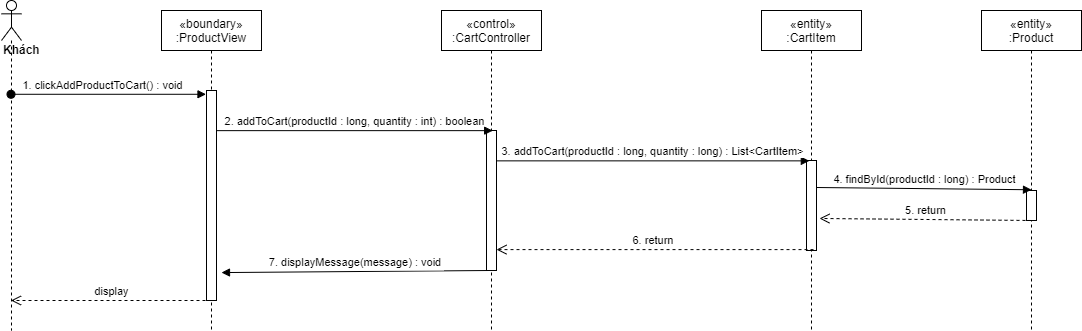 «boundary»
:ProductView
«control»
:CartController
«entity»
:CartItem
«entity»
:Product
Khách
1. clickAddProductToCart() : void
2. addToCart(productId : long, quantity : int) : boolean
3. addToCart(productId : long, quantity : long) : List<CartItem>
4. findById(productId : long) : Product
5. return
6. return
7. displayMessage(message) : void
display